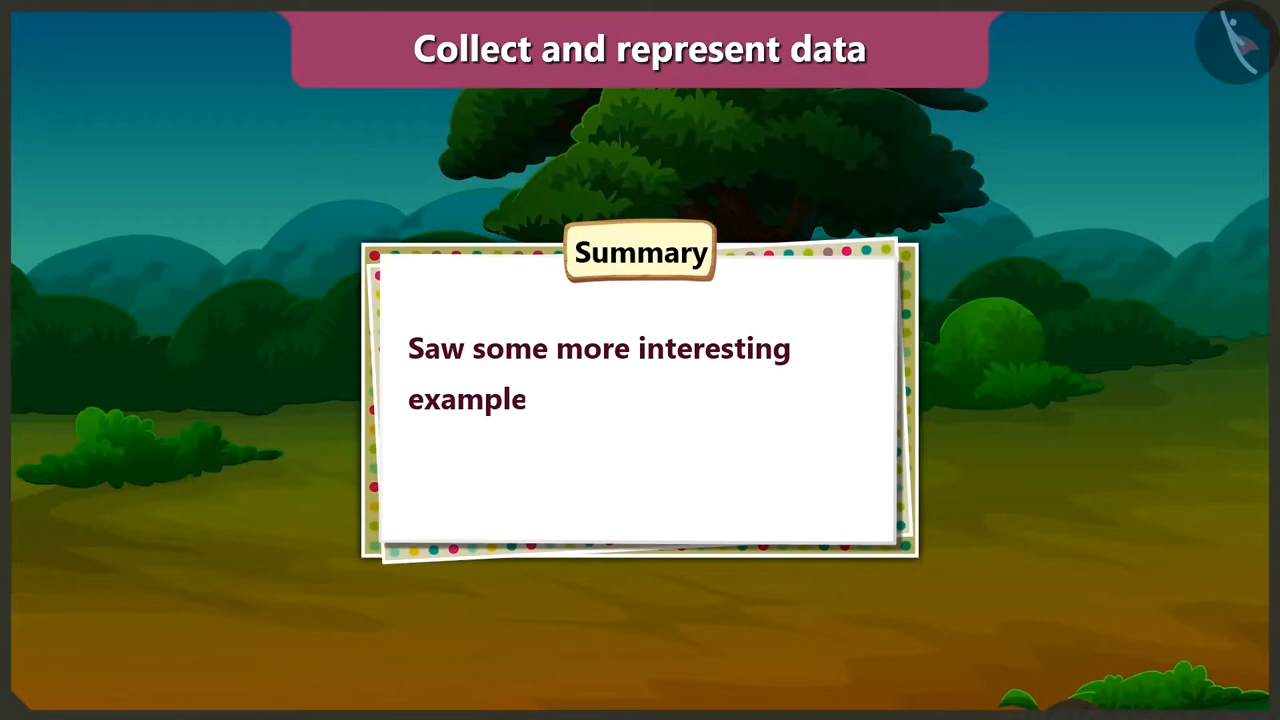 Collect and represent data
Summary
Saw some more interesting
example